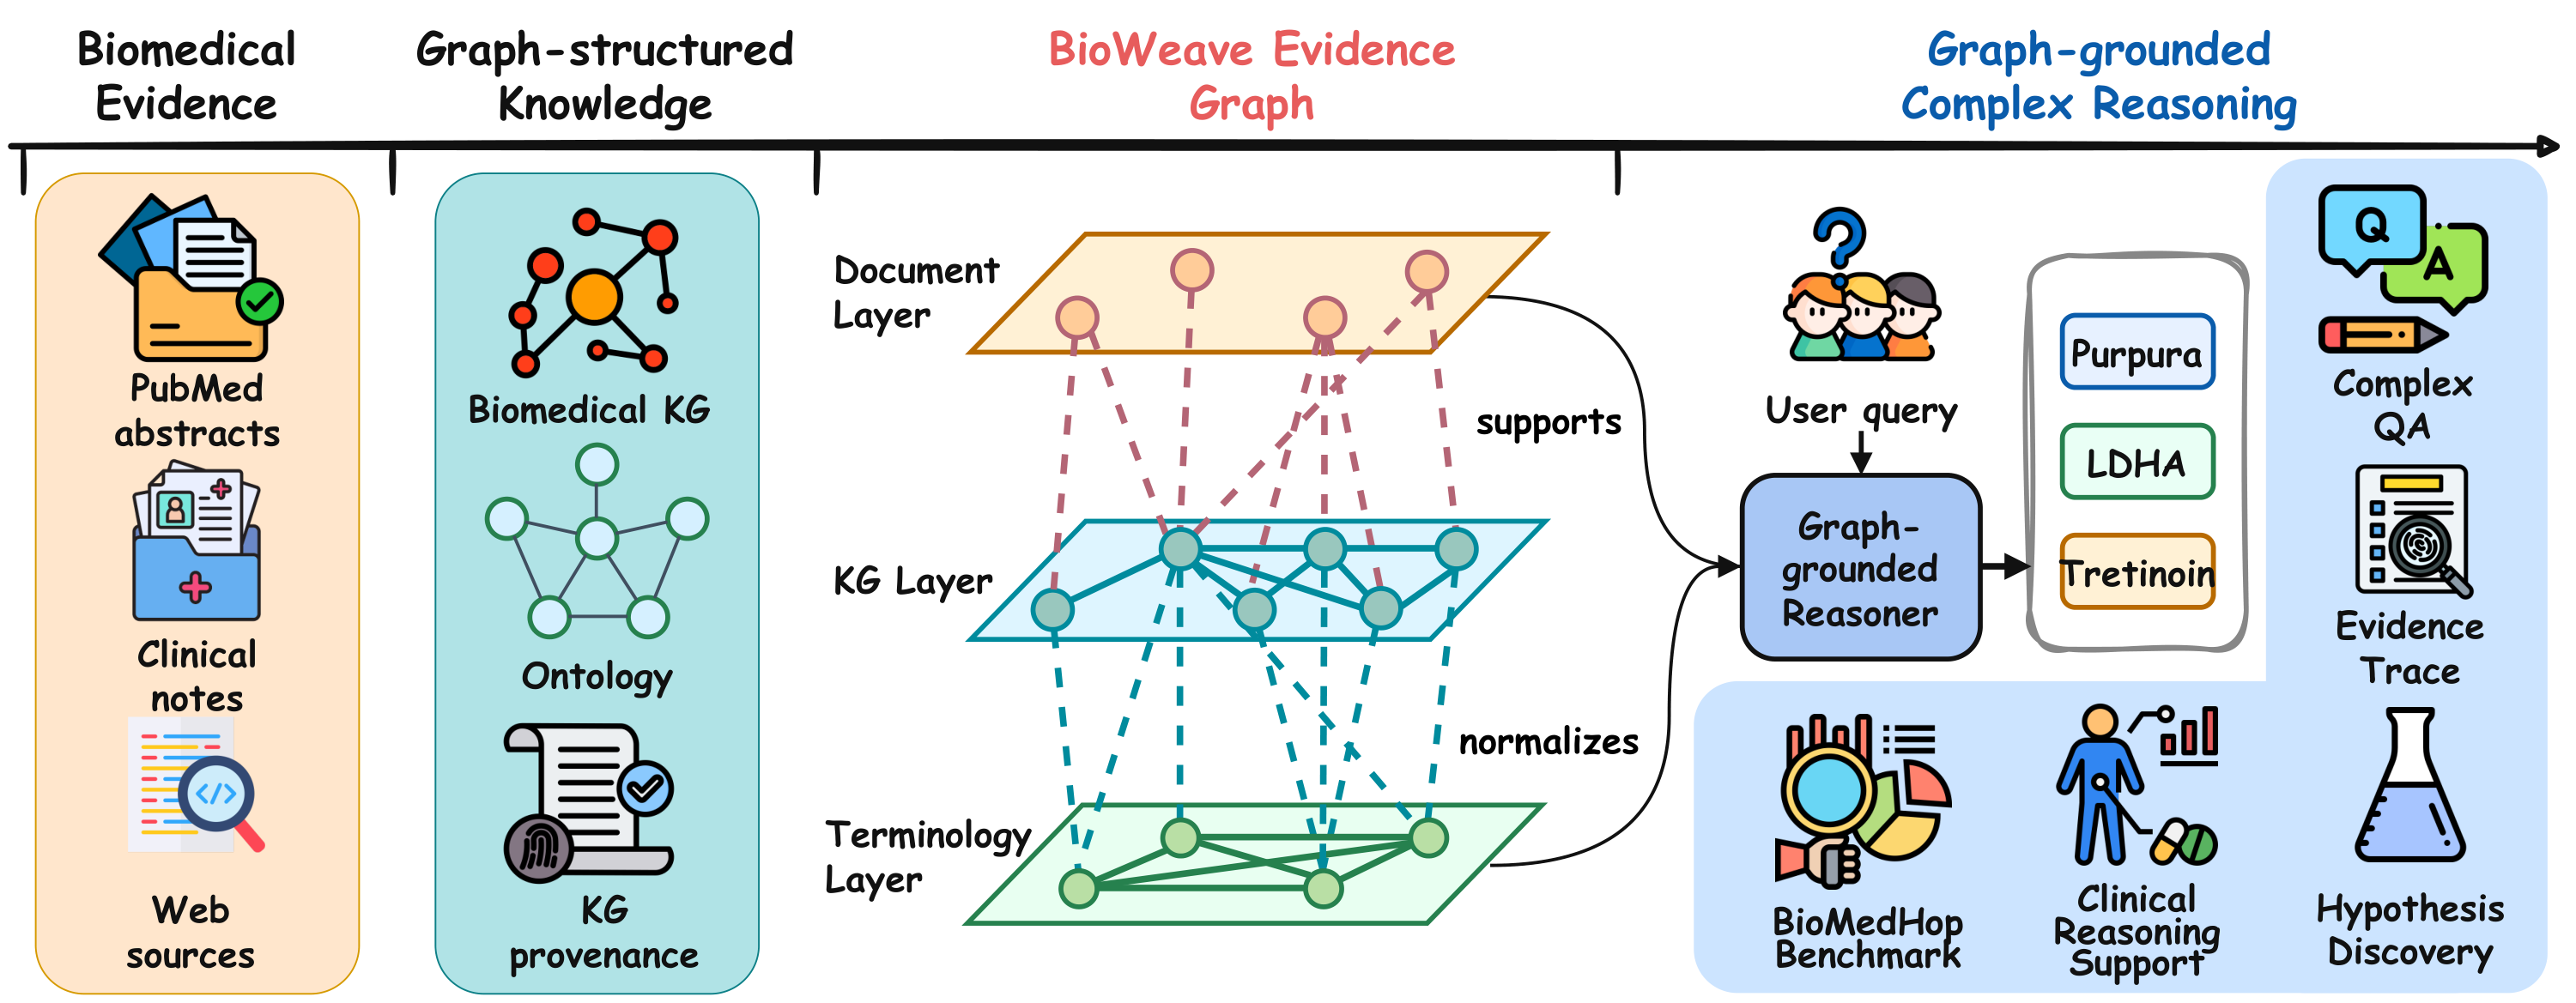 Biomedical
Evidence
Graph-structured
Knowledge
BioWeave Evidence
Graph
Graph-grounded
Complex Reasoning
PubMed
abstracts
Clinical
notes
</>
Web
sources
Biomedical KG
Ontology
KG
provenance
Document
Layer
KG Layer
Terminology
Layer
supports
normalizes
User query
Graph-
grounded
Reasoner
Purpura
LDHA
Tretinoin
Q
A
Complex
QA
Evidence
Trace
Hypothesis
Discovery
BioMedHop
Benchmark
Clinical
Reasoning
Support